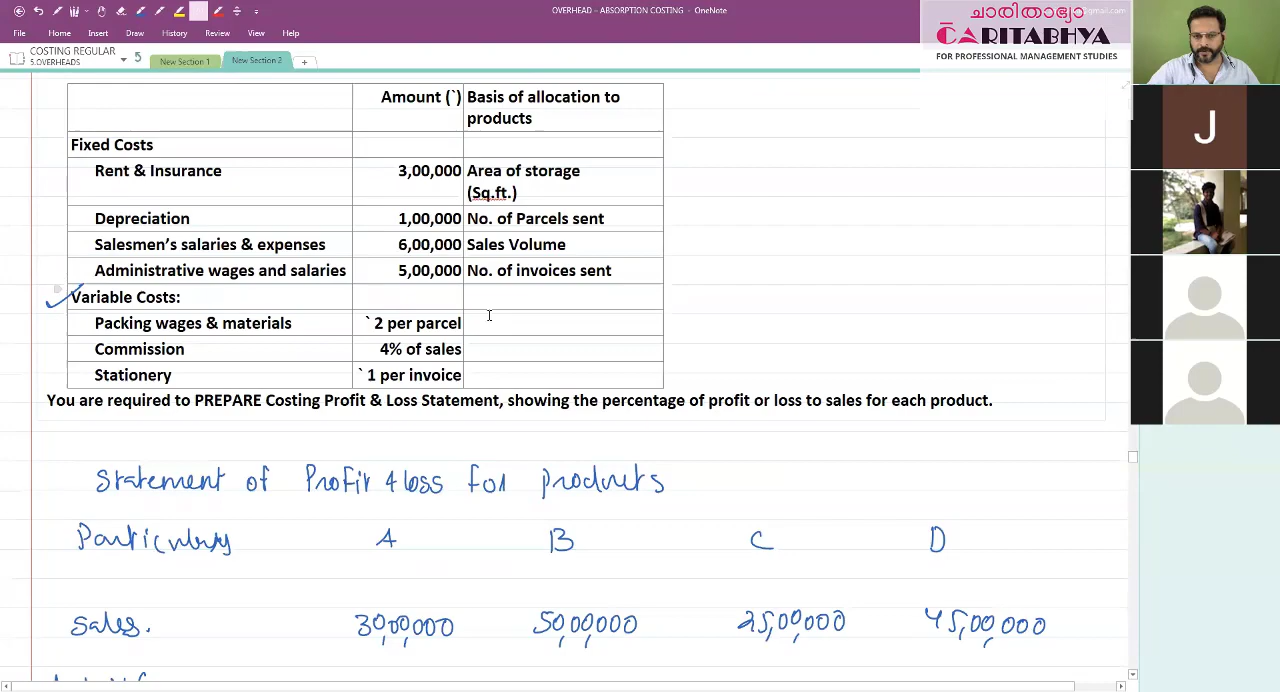 OVERHEAD – ABSORPTION COSTING - OneNote
File Home Insert Draw History Review View Help
ചാരിതാഭ്യാ
@gmail.com
CARITABHYA
FOR PROFESSIONAL MANAGEMENT STUDIES
COSTING REGULAR
5.OVERHEADS
5
New Section 1
New Section 2
Amount (`) Basis of allocation to
products
Fixed Costs
Rent & Insurance 3,00,000 Area of storage
(Sq.ft.)
Depreciation 1,00,000 No. of Parcels sent
Salesmen's salaries & expenses 6,00,000 Sales Volume
Administrative wages and salaries 5,00,000 No. of invoices sent
Variable Costs:
Packing wages & materials ` 2 per parcel
Commission 4% of sales
Stationery ` 1 per invoice
You are required to PREPARE Costing Profit & Loss Statement, showing the percentage of profit or loss to sales for each product.
Statement of Profit & loss for products
Particulars A B C D
Sales. 30,00,000 50,00,000 25,00,000 45,00,000
J